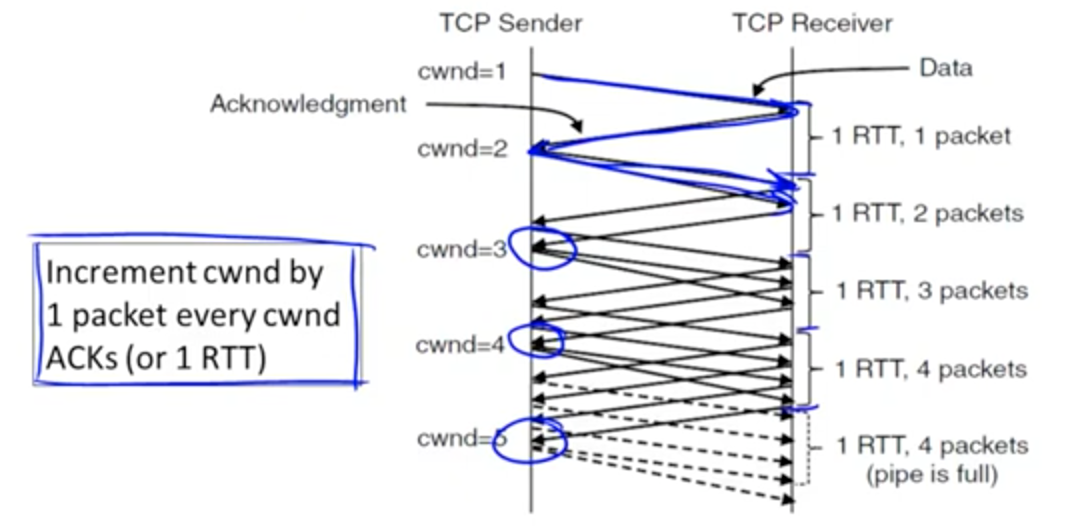 TCP Sender
TCP Receiver
cwnd=1
Data
Acknowledgment
1 RTT, 1 packet
cwnd=2
1 RTT, 2 packets
cwnd=3
Increment cwnd by
1 packet every cwnd
ACKs (or 1 RTT)
1 RTT, 3 packets
cwnd=4
1 RTT, 4 packets
cwnd=5
1 RTT, 4 packets
(pipe is full)